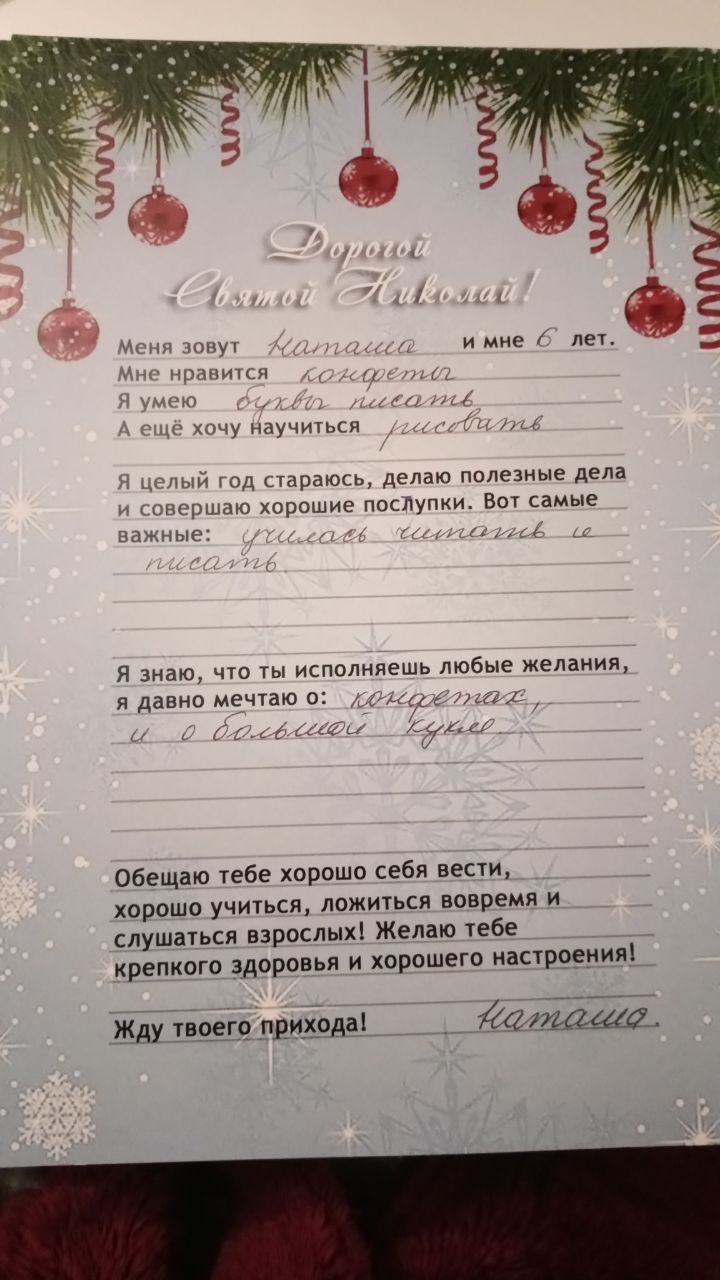 Дорогой
Святой Николай!
Меня зовут Наташа и мне 6 лет.
Мне нравится конфеты
Я умею буквы писать
А ещё хочу научиться рисовать
Я целый год стараюсь, делаю полезные дела
и совершаю хорошие послупки. Вот самые
важные: училась читать и
писать.
Я знаю, что ты исполняешь любые желания,
я давно мечтаю о: конфетах,
и о большой кукле.
Обещаю тебе хорошо себя вести,
хорошо учиться, ложиться вовремя и
слушаться взрослых! Желаю тебе
крепкого здоровья и хорошего настроения!
Жду твоего прихода! Наташа.